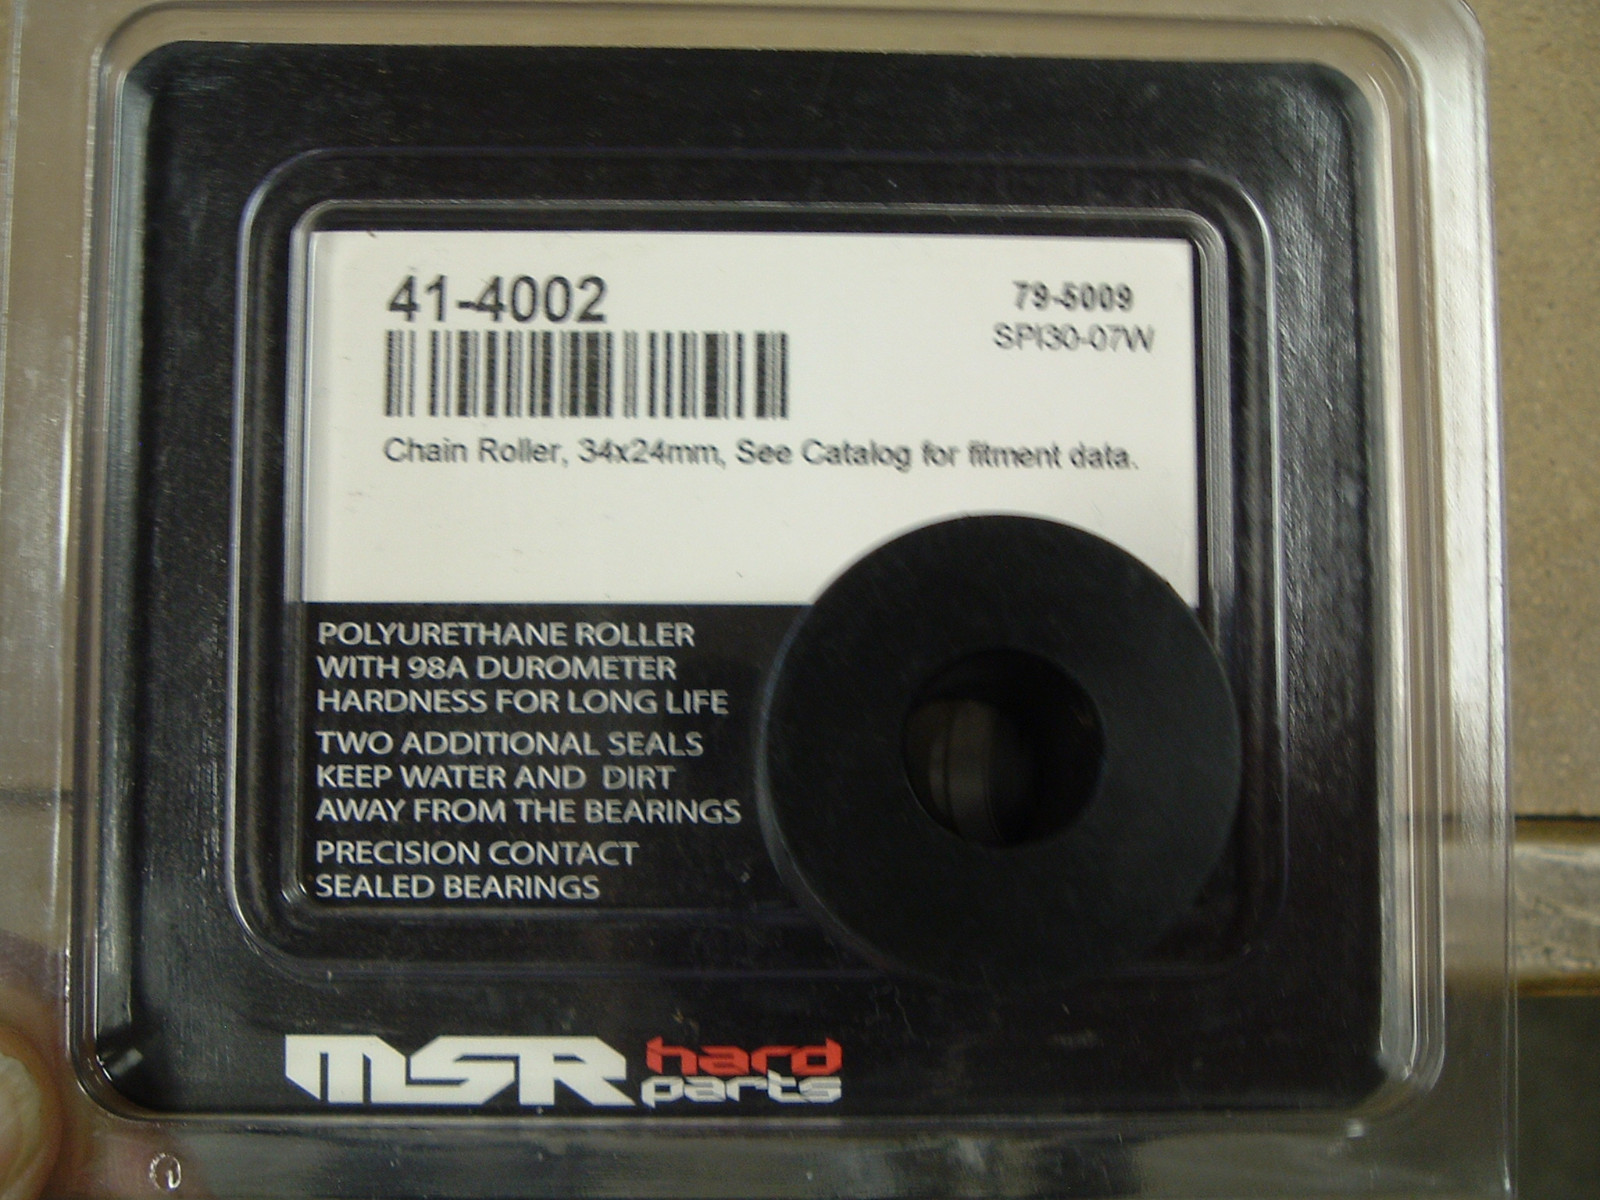 41-4002
79-5009
SPI30-07W
Chain Roller, 34x24mm, See Catalog for fitment data.
POLYURETHANE ROLLER
WITH 98A DUROMETER
HARDNESS FOR LONG LIFE
TWO ADDITIONAL SEALS
KEEP WATER AND DIRT
AWAY FROM THE BEARINGS
PRECISION CONTACT
SEALED BEARINGS
MSR hard
parts